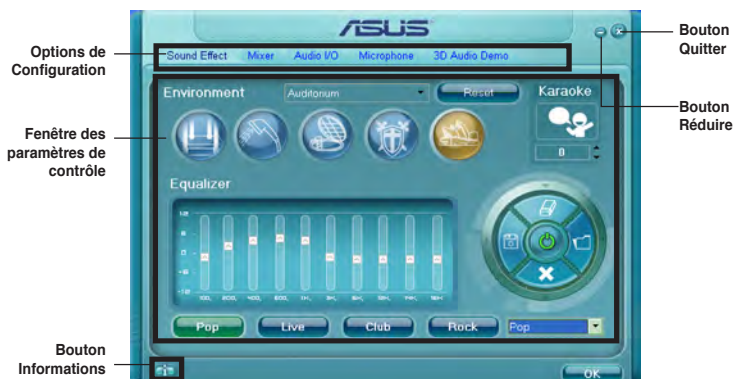 ASUS
Bouton
Quitter
Options de
Configuration
Sound Effect Mixer Audio I/O Microphone 3D Audio Demo
Environment Auditorium Reset Karaoke
Bouton
Réduire
Fenêtre des
paramètres de
contrôle
0
Equalizer
Pop Live Club Rock Pop
Bouton
Informations
OK